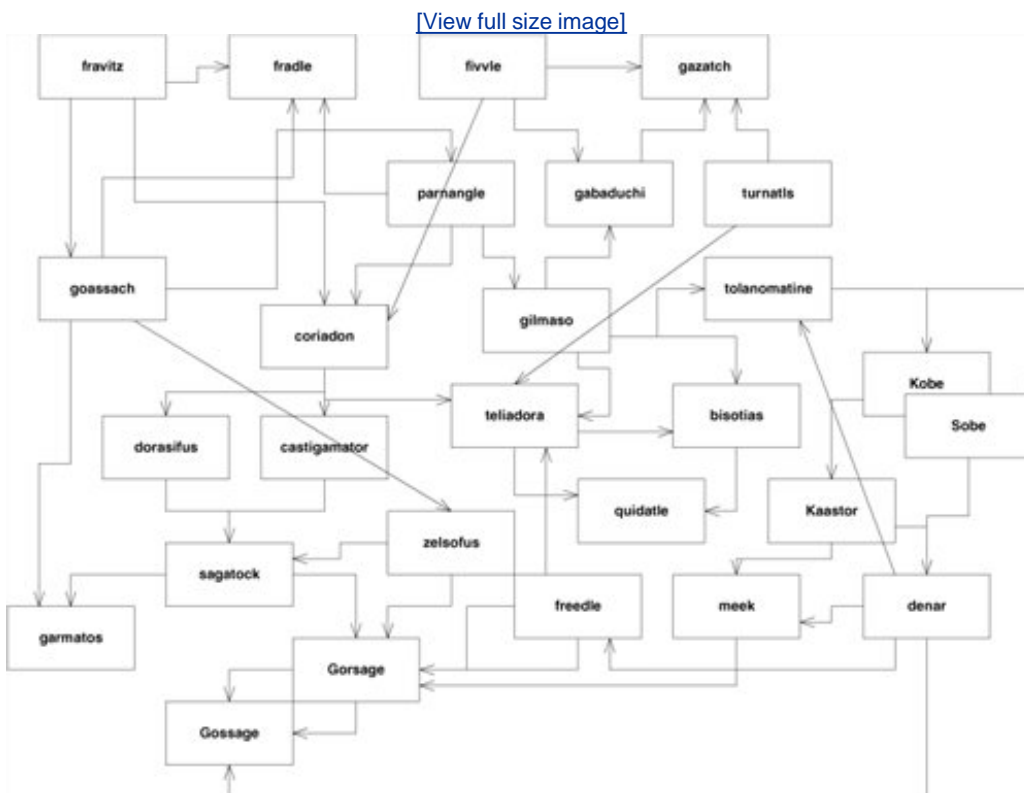 [View full size image]
fravitz
fradle
fivvle
gazatch
parnangle
gabaduchi
turnatls
goassach
tolanomatine
gilmaso
coriadon
Kobe
teliadora
bisotias
Sobe
dorasifus
castigamator
quidatle
Kaastor
zelsofus
sagatock
freedle
meek
denar
garmatos
Gorsage
Gossage